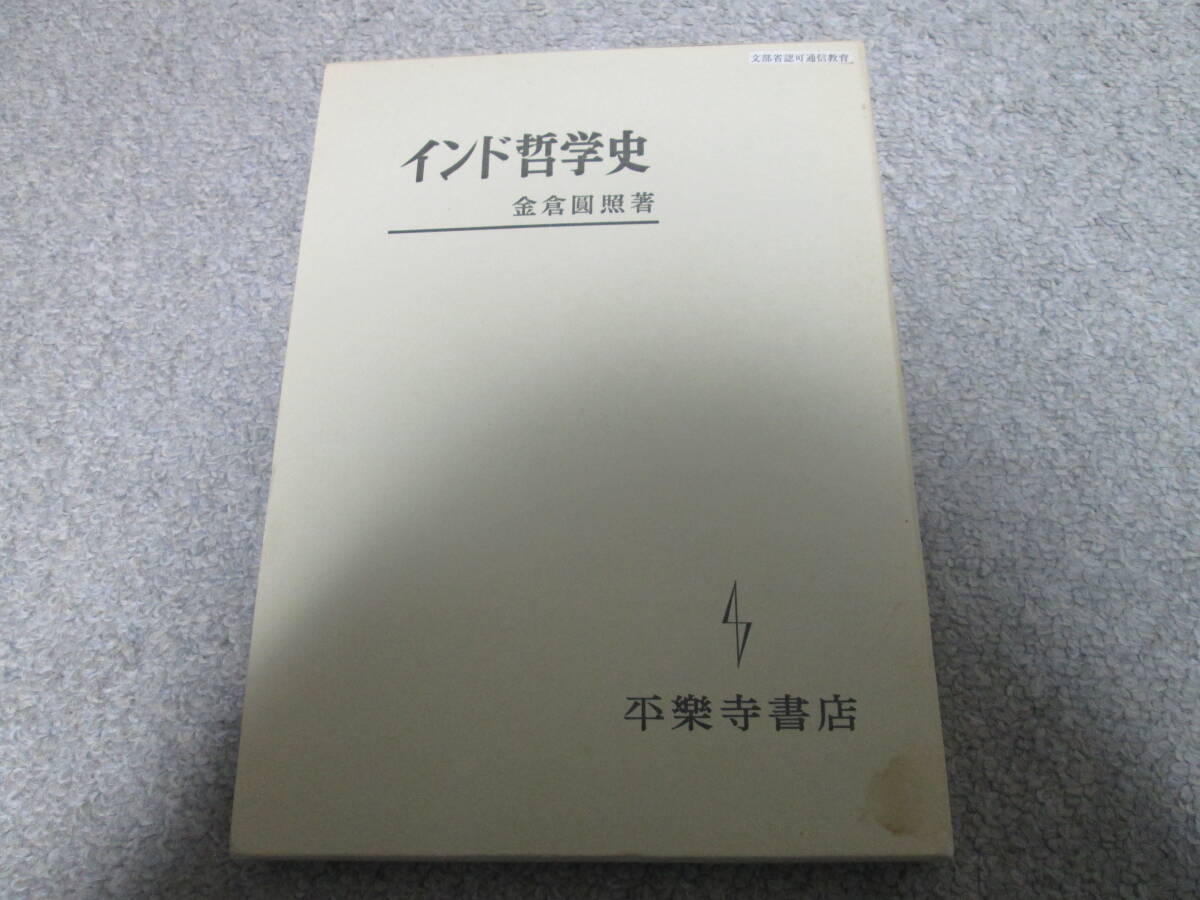 文部省認可通信教育
インド哲学史
金倉圓照著
平樂寺書店